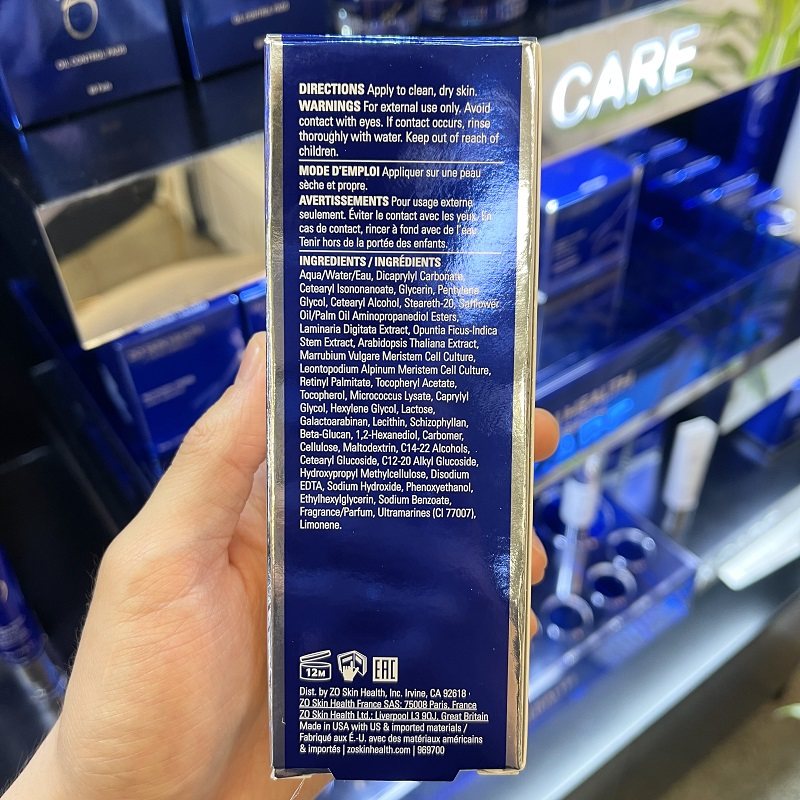 OIL CONTROL PADS
CARE
DIRECTIONS Apply to clean, dry skin.
WARNINGS For external use only. Avoid
contact with eyes. If contact occurs, rinse
thoroughly with water. Keep out of reach of
children.
MODE D'EMPLOI Appliquer sur une peau
sèche et propre.
AVERTISSEMENTS Pour usage externe
seulement. Éviter le contact avec les yeux. En
cas de contact, rincer à fond avec de l'eau.
Tenir hors de la portée des enfants.
INGREDIENTS / INGRÉDIENTS
Aqua/Water/Eau, Dicaprylyl Carbonate,
Cetearyl Isononanoate, Glycerin, Pentylene
Glycol, Cetearyl Alcohol, Steareth-20, Safflower
Oil/Palm Oil Aminopropanediol Esters,
Laminaria Digitata Extract, Opuntia Ficus-Indica
Stem Extract, Arabidopsis Thaliana Extract,
Marrubium Vulgare Meristem Cell Culture,
Leontopodium Alpinum Meristem Cell Culture,
Retinyl Palmitate, Tocopheryl Acetate,
Tocopherol, Micrococcus Lysate, Caprylyl
Glycol, Hexylene Glycol, Lactose,
Galactoarabinan, Lecithin, Schizophyllan,
Beta-Glucan, 1,2-Hexanediol, Carbomer,
Cellulose, Maltodextrin, C14-22 Alcohols,
Cetearyl Glucoside, C12-20 Alkyl Glucoside,
Hydroxypropyl Methylcellulose, Disodium
EDTA, Sodium Hydroxide, Phenoxyethanol,
Ethylhexylglycerin, Sodium Benzoate,
Fragrance/Parfum, Ultramarines (CI 77007),
Limonene.
12M
EAC
Dist. by ZO Skin Health, Inc. Irvine, CA 92618 ·
ZO Skin Health France SAS: 75008 Paris, France
ZO Skin Health Ltd.: Liverpool L3 9QJ, Great Britain
Made in USA with US & imported materials /
Fabriqué aux É.-U. avec des matériaux américains
& importés | zoskinhealth.com | 969700